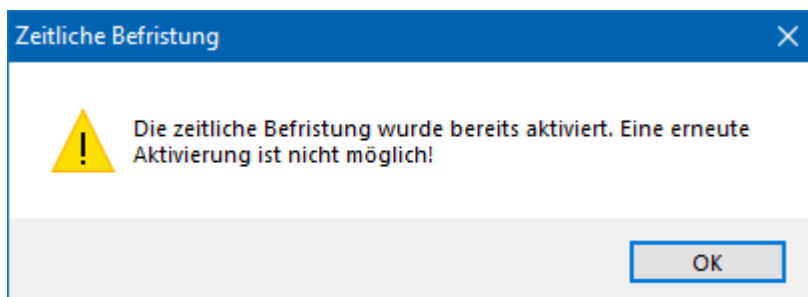 Zeitliche Befristung
Die zeitliche Befristung wurde bereits aktiviert. Eine erneute
Aktivierung ist nicht möglich!
OK